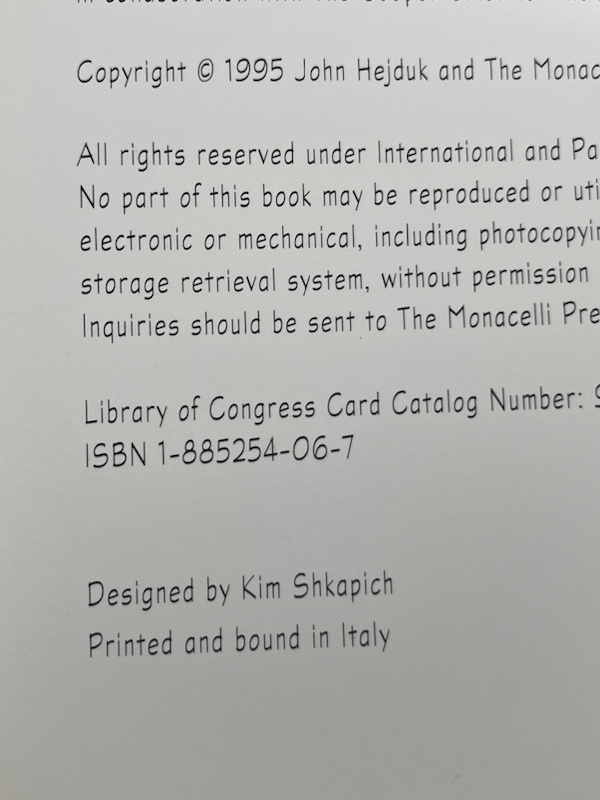 Copyright © 1995 John Hejduk and The Monac
All rights reserved under International and Pa
No part of this book may be reproduced or uti
electronic or mechanical, including photocopyin
storage retrieval system, without permission
Inquiries should be sent to The Monacelli Pre
Library of Congress Card Catalog Number: 9
ISBN 1-885254-06-7
Designed by Kim Shkapich
Printed and bound in Italy